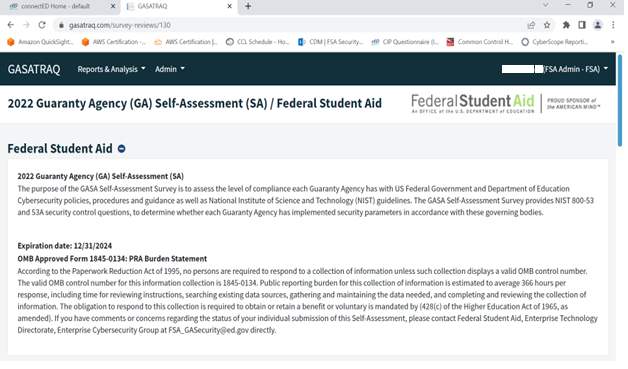 connectED Home - default
GASATRAQ
gasatraq.com/survey-reviews/130
Amazon QuickSight...
AWS Certification -...
AWS Certification |...
CCL Schedule - Ho...
CDM | FSA Security...
CIP Questionnaire (I...
Common Control H...
CyberScope Reporti...
GASATRAQ
Reports & Analysis
Admin
(FSA Admin - FSA)
2022 Guaranty Agency (GA) Self-Assessment (SA) / Federal Student Aid
Federal Student Aid
An OFFICE of the U.S. DEPARTMENT of EDUCATION
PROUD SPONSOR of
the AMERICAN MIND™
Federal Student Aid
2022 Guaranty Agency (GA) Self-Assessment (SA)
The purpose of the GASA Self-Assessment Survey is to assess the level of compliance each Guaranty Agency has with US Federal Government and Department of Education
Cybersecurity policies, procedures and guidance as well as National Institute of Science and Technology (NIST) guidelines. The GASA Self-Assessment Survey provides NIST 800-53
and 53A security control questions, to determine whether each Guaranty Agency has implemented security parameters in accordance with these governing bodies.
Expiration date: 12/31/2024
OMB Approved Form 1845-0134: PRA Burden Statement
According to the Paperwork Reduction Act of 1995, no persons are required to respond to a collection of information unless such collection displays a valid OMB control number.
The valid OMB control number for this information collection is 1845-0134. Public reporting burden for this collection of information is estimated to average 366 hours per
response, including time for reviewing instructions, searching existing data sources, gathering and maintaining the data needed, and completing and reviewing the collection of
information. The obligation to respond to this collection is required to obtain or retain a benefit or voluntary is mandated by (428(c) of the Higher Education Act of 1965, as
amended). If you have comments or concerns regarding the status of your individual submission of this Self-Assessment, please contact Federal Student Aid, Enterprise Technology
Directorate, Enterprise Cybersecurity Group at FSA_GASecurity@ed.gov directly.